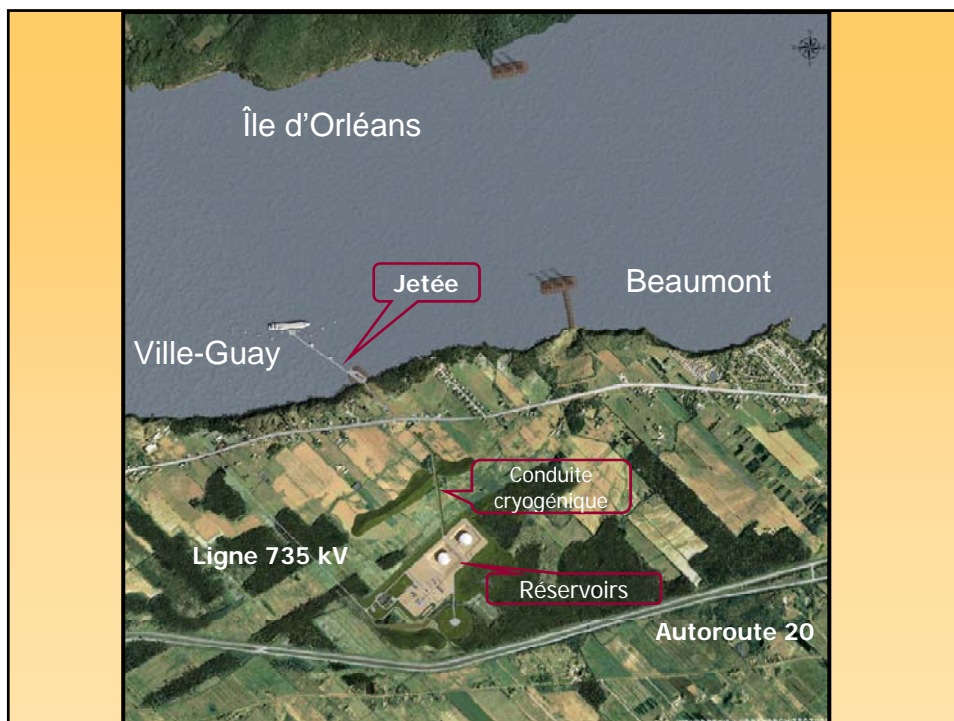 Île d'Orléans
Jetée
Beaumont
Ville-Guay
Conduite
cryogénique
Ligne 735 kV
Réservoirs
Autoroute 20